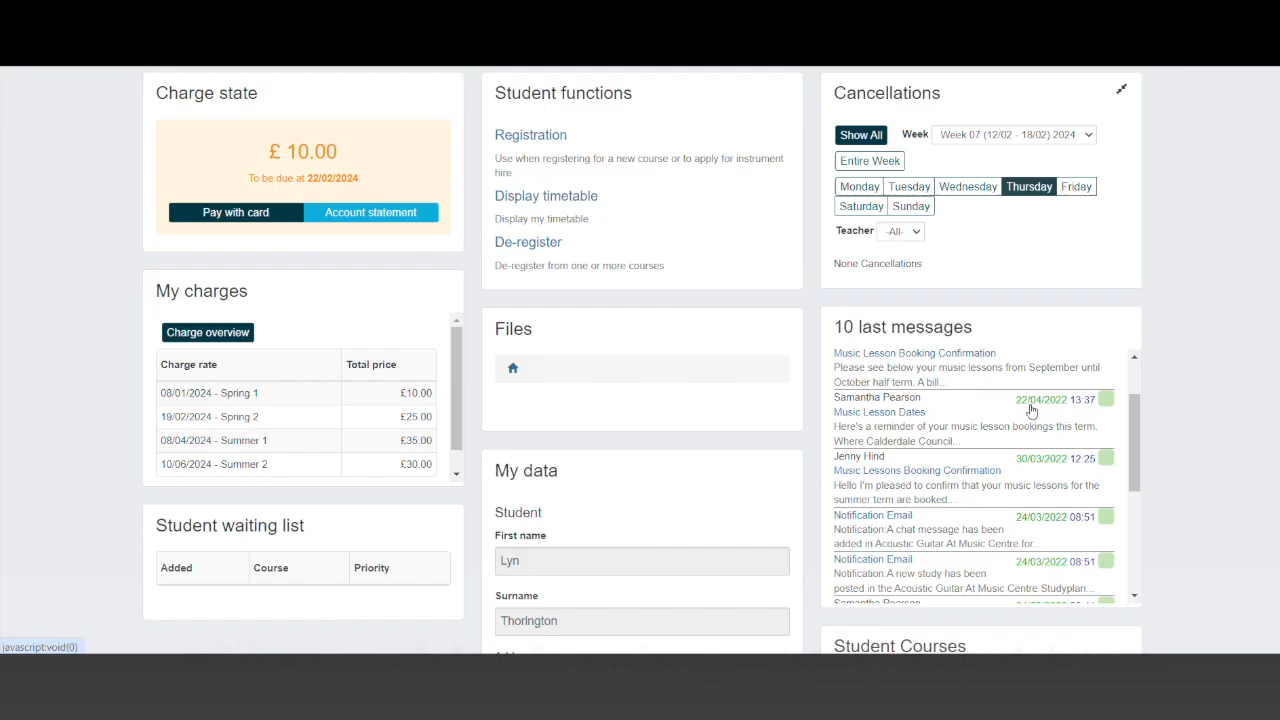 Charge state
£ 10.00
To be due at 22/02/2024
Pay with card
Account statement
My charges
Charge overview
Charge rate Total price
08/01/2024 - Spring 1 £10.00
19/02/2024 - Spring 2 £25.00
08/04/2024 - Summer 1 £35.00
10/06/2024 - Summer 2 £30.00
Student waiting list
Added Course Priority
Student functions
Registration
Use when registering for a new course or to apply for instrument
hire
Display timetable
Display my timetable
De-register
De-register from one or more courses
Files
My data
Student
First name
Lyn
Surname
Thorington
Cancellations
Show All Week Week 07 (12/02 - 18/02) 2024
Entire Week
Monday Tuesday Wednesday Thursday Friday
Saturday Sunday
Teacher -All-
None Cancellations
10 last messages
Music Lesson Booking Confirmation
Please see below your music lessons from September until
October half term. A bill...
Samantha Pearson 22/04/2022 13:37
Music Lesson Dates
Here's a reminder of your music lesson bookings this term.
Where Calderdale Council...
Jenny Hind 30/03/2022 12:25
Music Lessons Booking Confirmation
Hello I'm pleased to confirm that your music lessons for the
summer term are booked....
Notification Email 24/03/2022 08:51
Notification:A chat message has been
added in Acoustic Guitar At Music Centre for...
Notification Email 24/03/2022 08:51
Notification:A new study has been
posted in the Acoustic Guitar At Music Centre Studyplan...
Samantha Pearson
Student Courses
javascript:void(0)